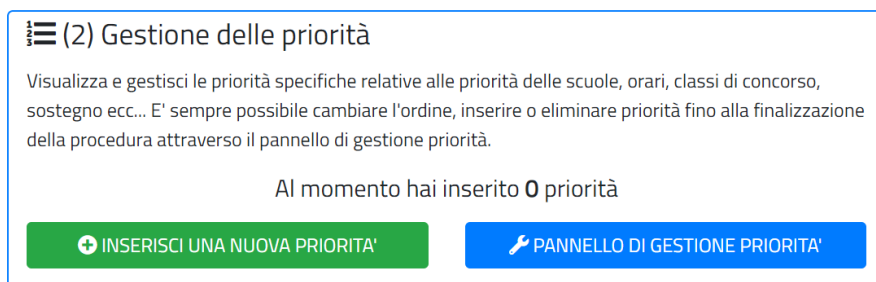 (2) Gestione delle priorità
Visualizza e gestisci le priorità specifiche relative alle priorità delle scuole, orari, classi di concorso,
sostegno ecc... E' sempre possibile cambiare l'ordine, inserire o eliminare priorità fino alla finalizzazione
della procedura attraverso il pannello di gestione priorità.
Al momento hai inserito 0 priorità
INSERISCI UNA NUOVA PRIORITA'
PANNELLO DI GESTIONE PRIORITA'